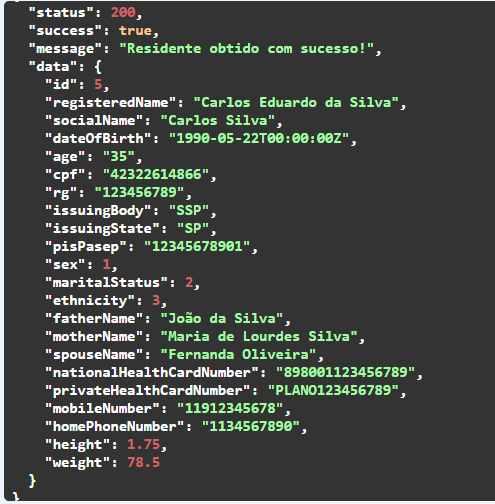 "status": 200,
"success": true,
"message": "Residente obtido com sucesso!",
"data": {
"id": 5,
"registeredName": "Carlos Eduardo da Silva",
"socialName": "Carlos Silva",
"dateOfBirth": "1990-05-22T00:00:00Z",
"age": "35",
"cpf": "42322614866",
"rg": "123456789",
"issuingBody": "SSP",
"issuingState": "SP",
"pisPasep": "12345678901",
"sex": 1,
"maritalStatus": 2,
"ethnicity": 3,
"fatherName": "João da Silva",
"motherName": "Maria de Lourdes Silva",
"spouseName": "Fernanda Oliveira",
"nationalHealthCardNumber": "898001123456789",
"privateHealthCardNumber": "PLANO123456789",
"mobileNumber": "11912345678",
"homePhoneNumber": "1134567890",
"height": 1.75,
"weight": 78.5
}
}